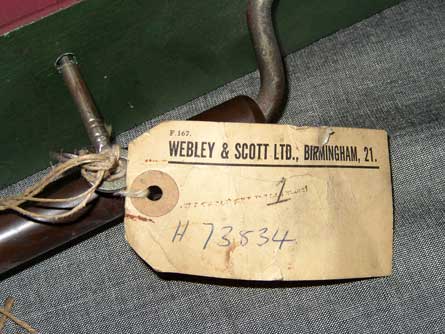 F.167.
WEBLEY & SCOTT LTD., BIRMINGHAM, 21.
1
H 73834